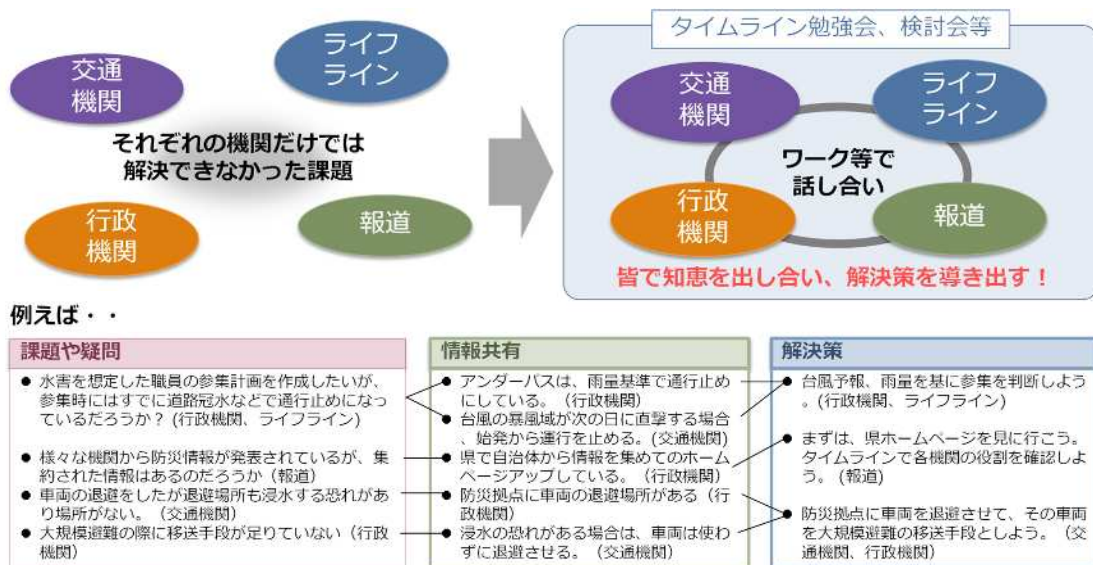 交通
機関
ライフ
ライン
それぞれの機関だけでは
解決できなかった課題
行政
機関
報道
タイムライン勉強会、検討会等
交通
機関
ライフ
ライン
ワーク等で
話し合い
行政
機関
報道
皆で知恵を出し合い、解決策を導き出す！
例えば・・
課題や疑問
● 水害を想定した職員の参集計画を作成したいが、
参集時にはすでに道路冠水などで通行止めになっ
ているだろうか？ (行政機関、ライフライン)
● 様々な機関から防災情報が発表されているが、集
約された情報はあるのだろうか（報道）
● 車両の退避をしたが退避場所も浸水する恐れがあ
り場所がない。（交通機関）
● 大規模避難の際に移送手段が足りていない（行政
機関）
情報共有
● アンダーパスは、雨量基準で通行止め
にしている。（行政機関）
● 台風の暴風域が次の日に直撃する場合
、始発から運行を止める。(交通機関)
● 県で自治体から情報を集めてのホーム
ページアップしている。（行政機関）
● 防災拠点に車両の退避場所がある（行
政機関）
● 浸水の恐れがある場合は、車両は使わ
ずに退避させる。（交通機関）
解決策
● 台風予報、雨量を基に参集を判断しよう
。(行政機関、ライフライン)
● まずは、県ホームページを見に行こう。
タイムラインで各機関の役割を確認しよ
う。（報道）
● 防災拠点に車両を退避させて、その車両
を大規模避難の移送手段としよう。（交
通機関、行政機関）